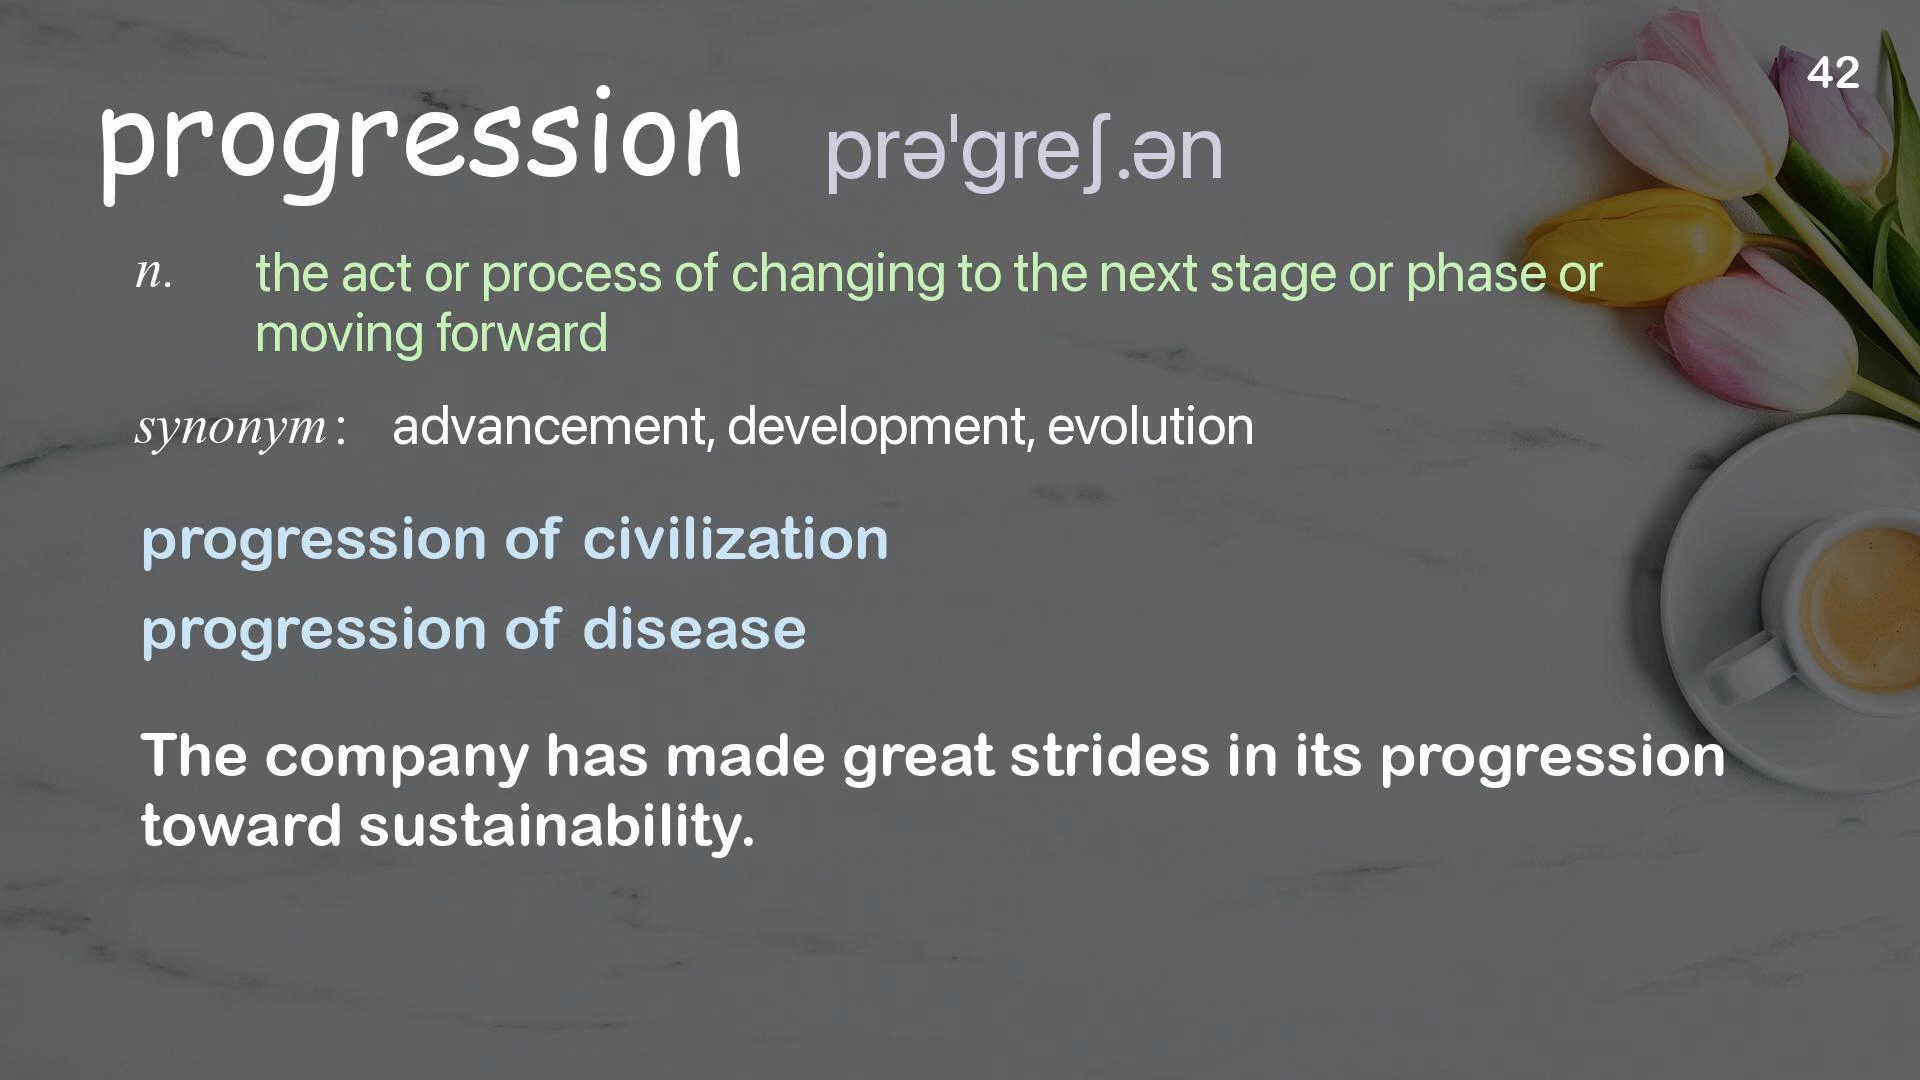 42
progression prəˈɡreʃ.ən
n. the act or process of changing to the next stage or phase or
moving forward
synonym: advancement, development, evolution
progression of civilization
progression of disease
The company has made great strides in its progression
toward sustainability.